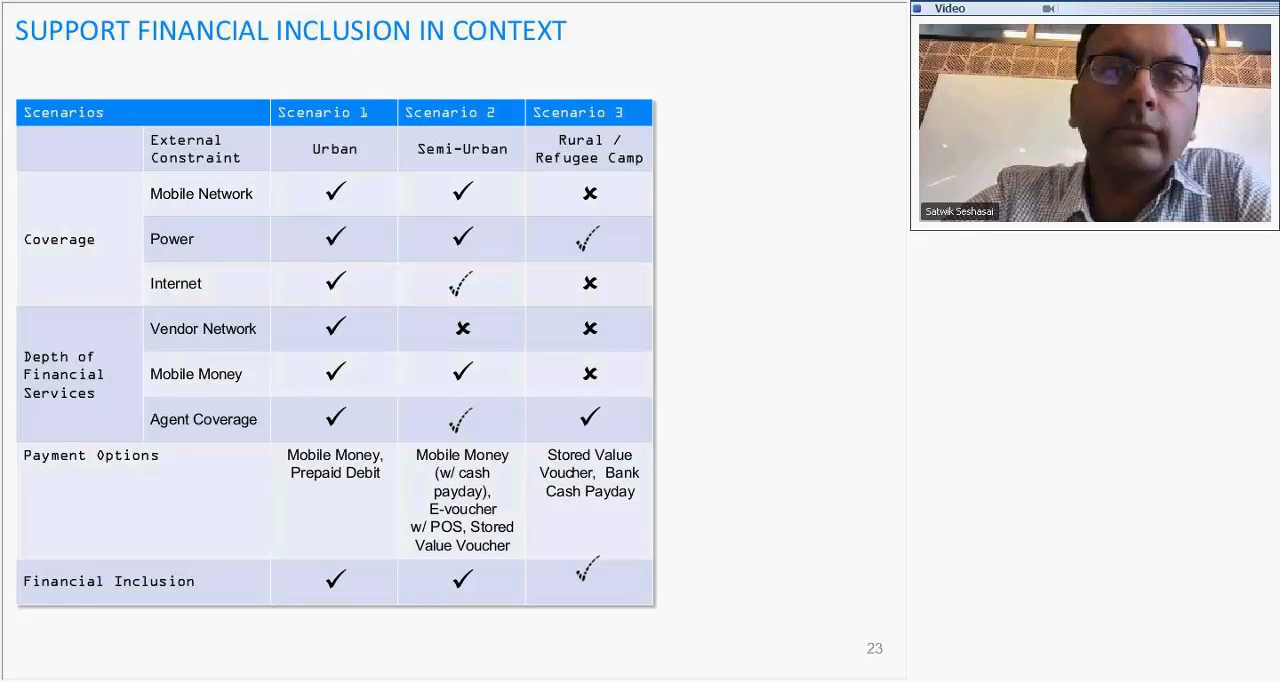 SUPPORT FINANCIAL INCLUSION IN CONTEXT
Video
Satwik Seshasai
Scenarios Scenario 1 Scenario 2 Scenario 3
External
Constraint
Urban
Semi-Urban
Rural /
Refugee Camp
Coverage
Mobile Network ✓ ✓ ✘
Power ✓ ✓ ✓
Internet ✓ ✓ ✘
Depth of
Financial
Services
Vendor Network ✓ ✘ ✘
Mobile Money ✓ ✓ ✘
Agent Coverage ✓ ✓ ✓
Payment Options
Mobile Money,
Prepaid Debit
Mobile Money
(w/ cash
payday),
E-voucher
w/ POS, Stored
Value Voucher
Stored Value
Voucher, Bank
Cash Payday
Financial Inclusion ✓ ✓ ✓
23